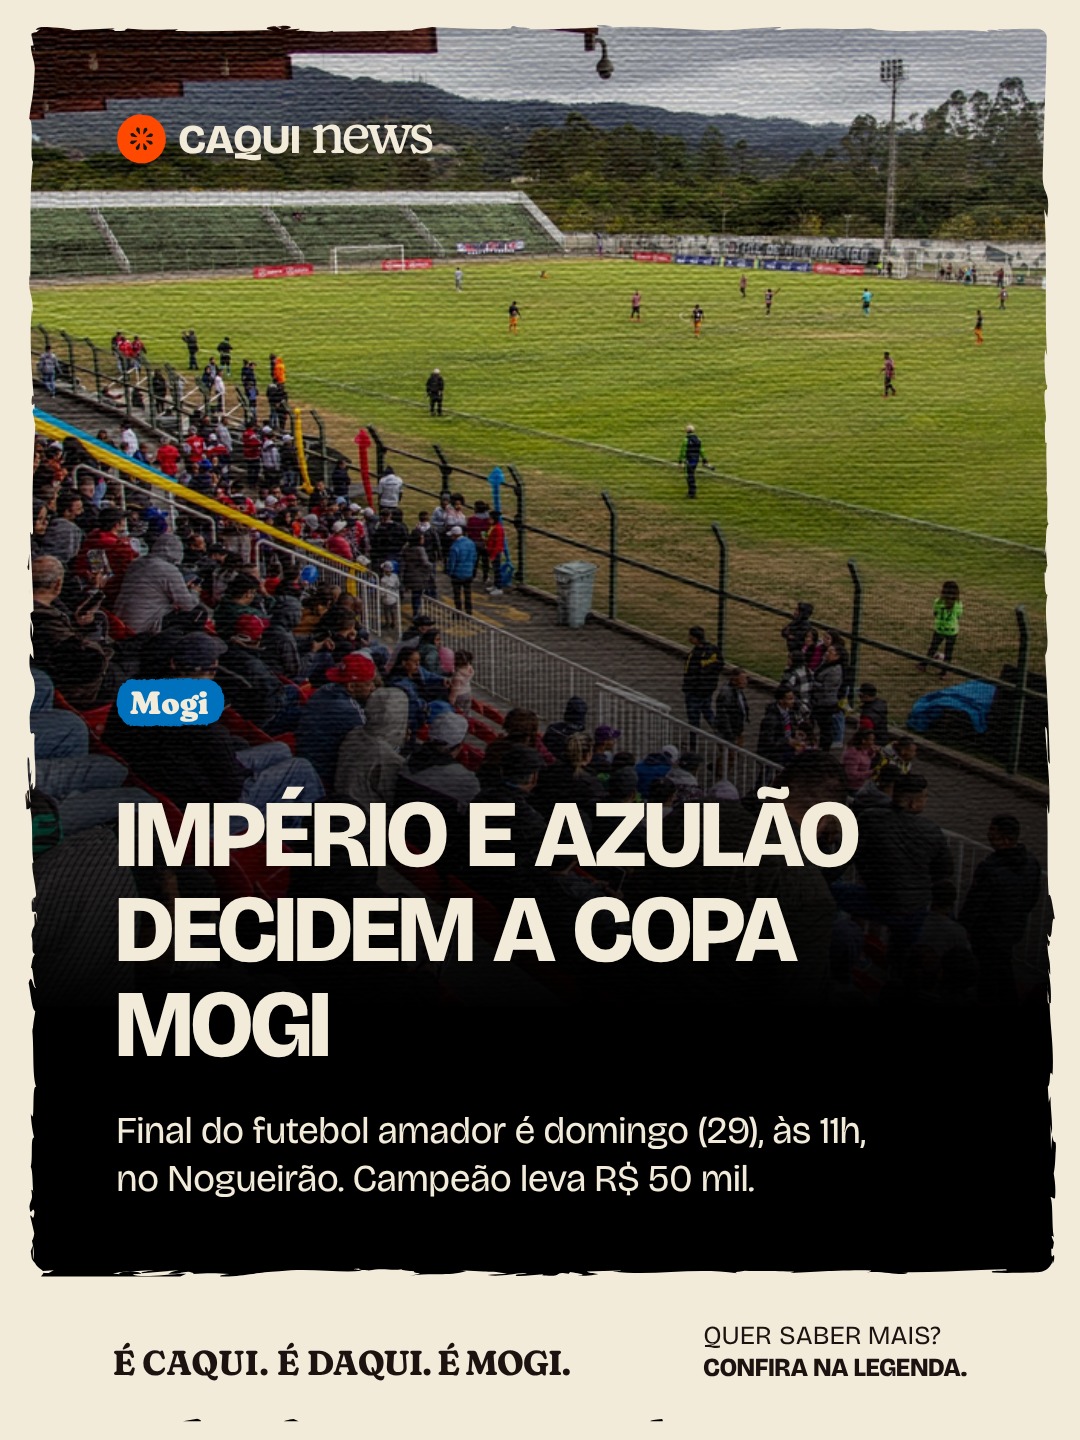 CAQUI news
Mogi
IMPÉRIO E AZULÃO
DECIDEM A COPA
MOGI
Final do futebol amador é domingo (29), às 11h,
no Nogueirão. Campeão leva R$ 50 mil.
QUER SABER MAIS?
É CAQUI. É DAQUI. É MOGI.
CONFIRA NA LEGENDA.